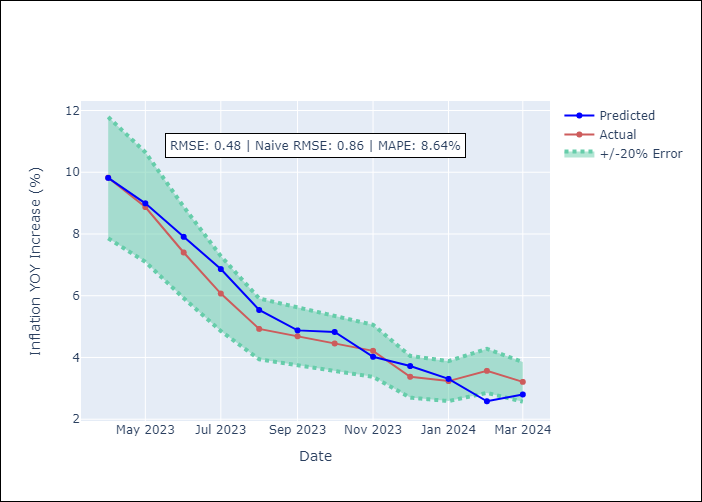 12
10
8
6
4
2
Inflation YOY Increase (%)
RMSE: 0.48 | Naive RMSE: 0.86 | MAPE: 8.64%
Predicted
Actual
+/-20% Error
May 2023
Jul 2023
Sep 2023
Nov 2023
Jan 2024
Mar 2024
Date